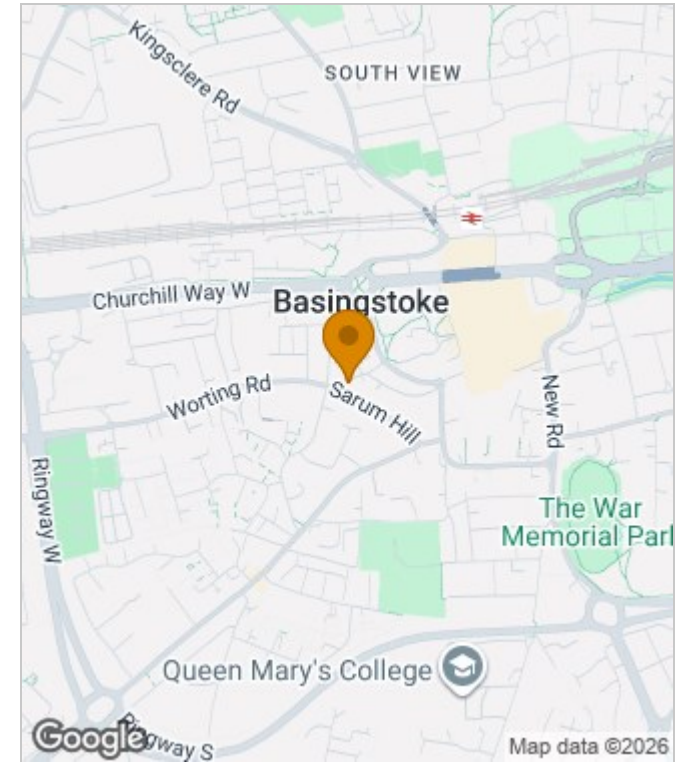 Kingsclere Rd
SOUTH VIEW
Churchill Way W
Basingstoke
Worting Rd
Sarum Hill
New Rd
Ringway W
The War
Memorial Parl
Queen Mary's College
Ringway S
Google
Map data ©2026